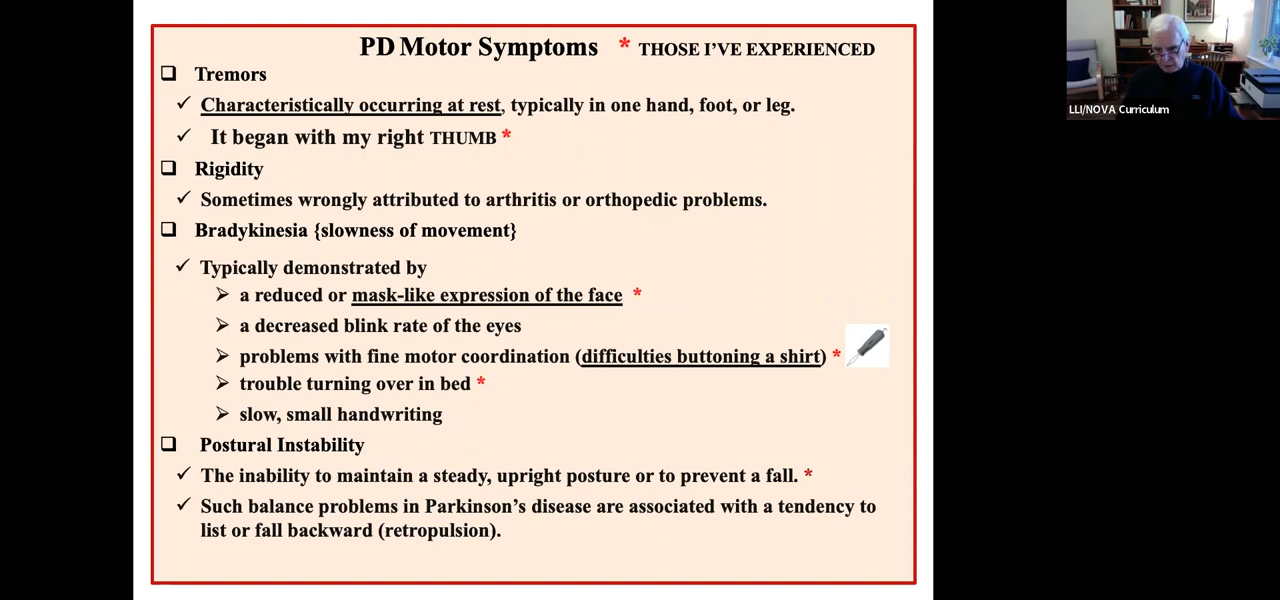 PD Motor Symptoms * THOSE I'VE EXPERIENCED
❑ Tremors
✓ Characteristically occurring at rest, typically in one hand, foot, or leg.
✓ It began with my right THUMB *
❑ Rigidity
✓ Sometimes wrongly attributed to arthritis or orthopedic problems.
❑ Bradykinesia {slowness of movement}
✓ Typically demonstrated by
➢ a reduced or mask-like expression of the face *
➢ a decreased blink rate of the eyes
➢ problems with fine motor coordination (difficulties buttoning a shirt) *
➢ trouble turning over in bed *
➢ slow, small handwriting
❑ Postural Instability
✓ The inability to maintain a steady, upright posture or to prevent a fall. *
✓ Such balance problems in Parkinson's disease are associated with a tendency to
list or fall backward (retropulsion).
LLI/NOVA Curriculum